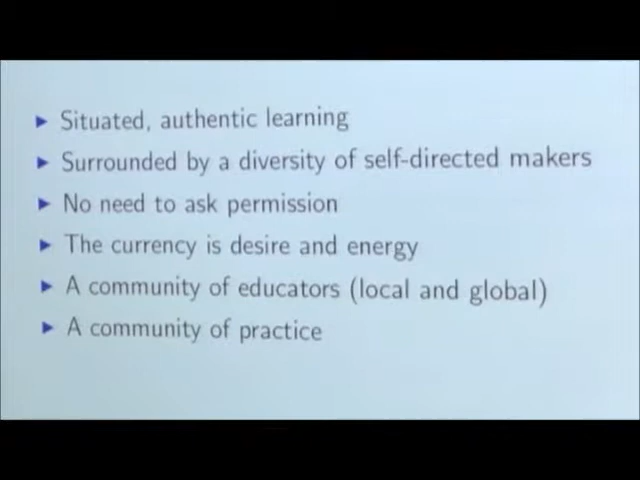 Situated, authentic learning
Surrounded by a diversity of self-directed makers
No need to ask permission
The currency is desire and energy
A community of educators (local and global)
A community of practice